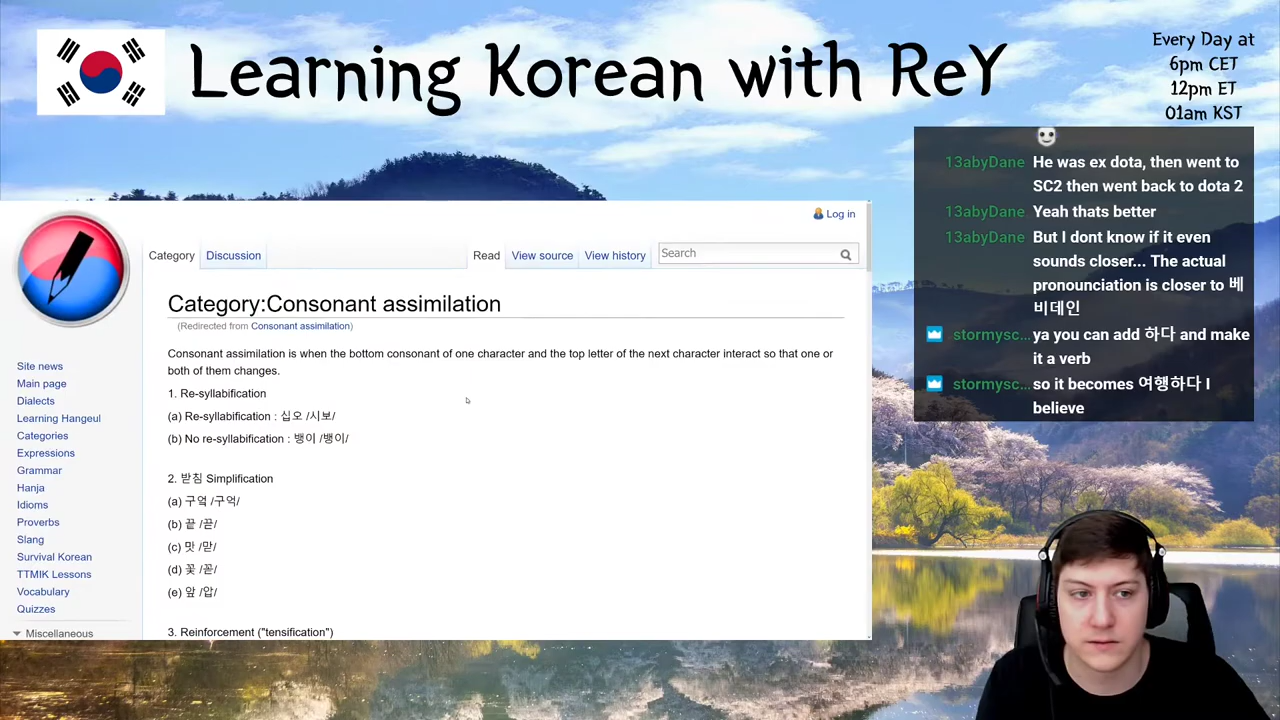 Learning Korean with ReY
Every Day at
6pm CET
12pm ET
01am KST
13abyDane He was ex dota, then went to
SC2 then went back to dota 2
13abyDane Yeah thats better
13abyDane But I dont know if it even
sounds closer... The actual
pronounciation is closer to 베
비데인
stormysc... ya you can add 하다 and make
it a verb
stormysc... so it becomes 여행하다 I
believe
Log in
Category
Discussion
Read
View source
View history
Search
Category:Consonant assimilation
(Redirected from Consonant assimilation)
Consonant assimilation is when the bottom consonant of one character and the top letter of the next character interact so that one or
both of them changes.
1. Re-syllabification
(a) Re-syllabification : 십오 /시보/
(b) No re-syllabification : 뱅이 /뱅이/
2. 받침 Simplification
(a) 구억 /구억/
(b) 끝 /끋/
(c) 맛 /맏/
(d) 꽃 /꼳/
(e) 앞 /압/
3. Reinforcement ("tensification")
Site news
Main page
Dialects
Learning Hangeul
Categories
Expressions
Grammar
Hanja
Idioms
Proverbs
Slang
Survival Korean
TTMIK Lessons
Vocabulary
Quizzes
Miscellaneous